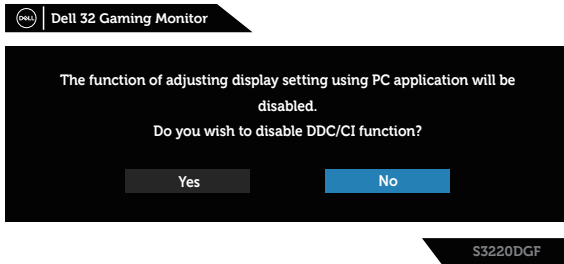 DELL Dell 32 Gaming Monitor
The function of adjusting display setting using PC application will be
disabled.
Do you wish to disable DDC/CI function?
Yes No
S3220DGF